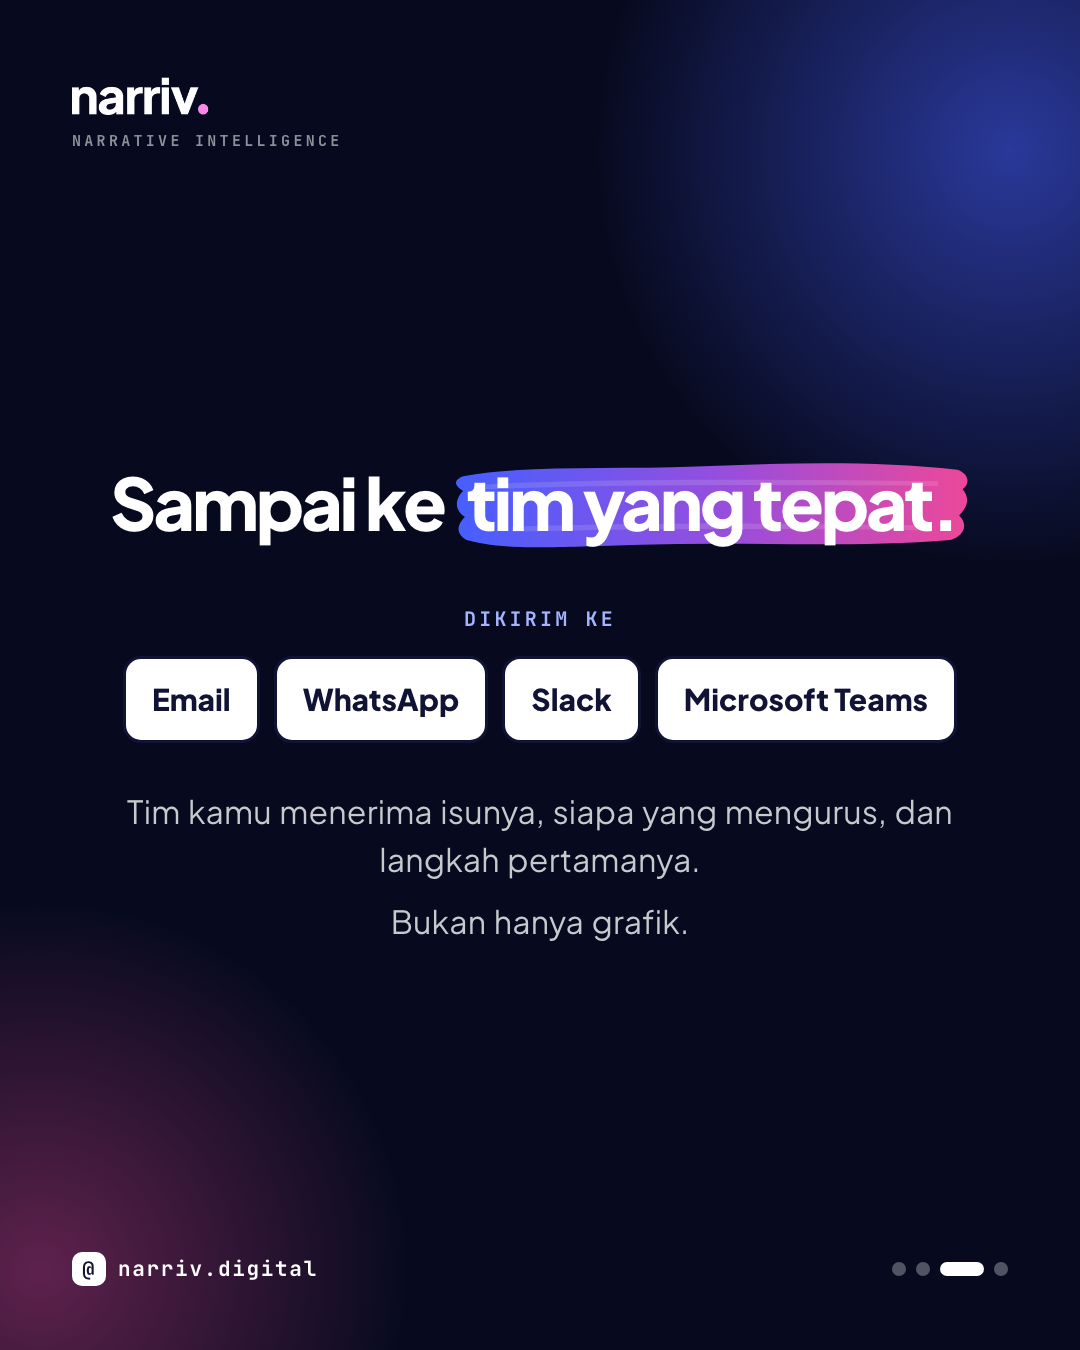 narriv.
NARRATIVE INTELLIGENCE
Sampai ke tim yang tepat.
DIKIRIM KE
Email
WhatsApp
Slack
Microsoft Teams
Tim kamu menerima isunya, siapa yang mengurus, dan
langkah pertamanya.
Bukan hanya grafik.
@ narriv.digital